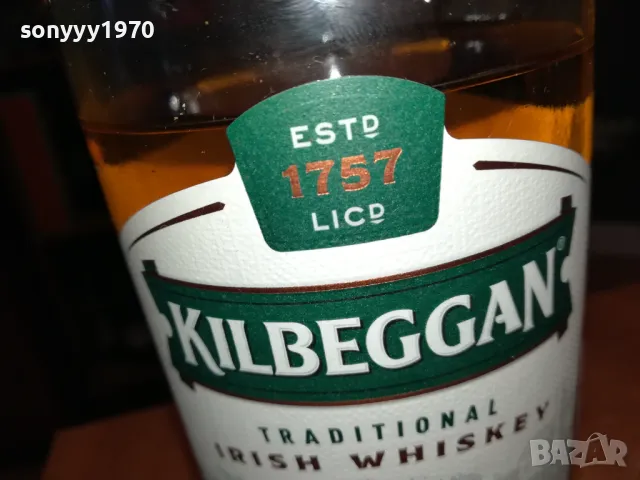 sonyyy1970
ESTD
1757
LICD
KILBEGGAN®
TRADITIONAL
IRISH WHISKEY
BAZAR